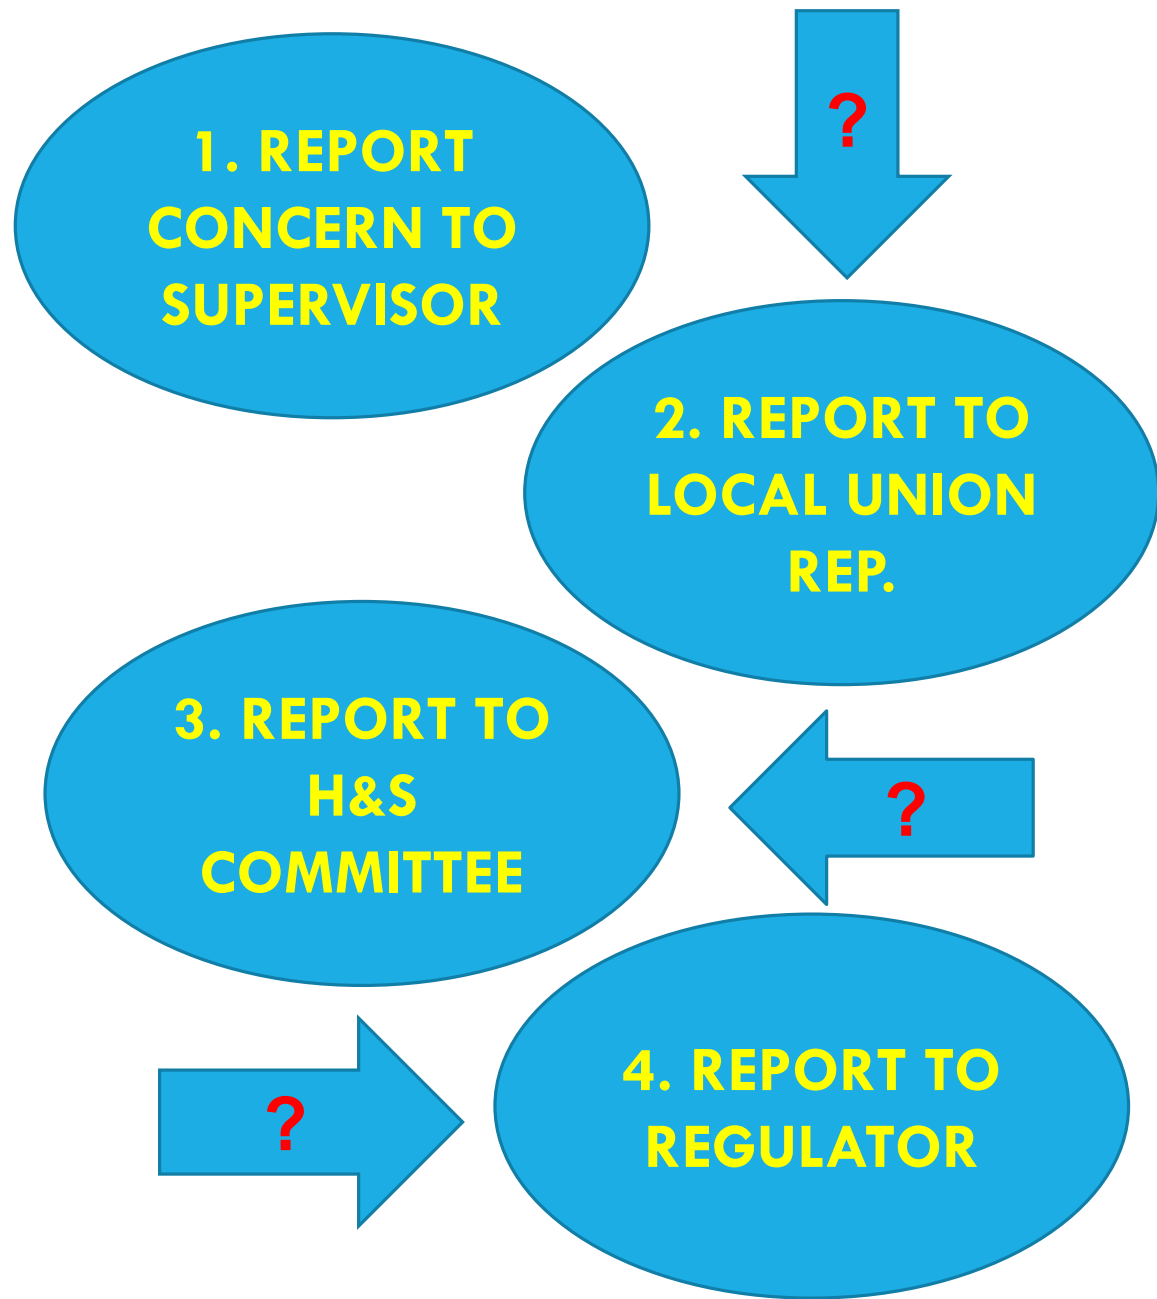 1. REPORT
CONCERN TO
SUPERVISOR
?
2. REPORT TO
LOCAL UNION
REP.
3. REPORT TO
H&S
COMMITTEE
?
?
4. REPORT TO
REGULATOR